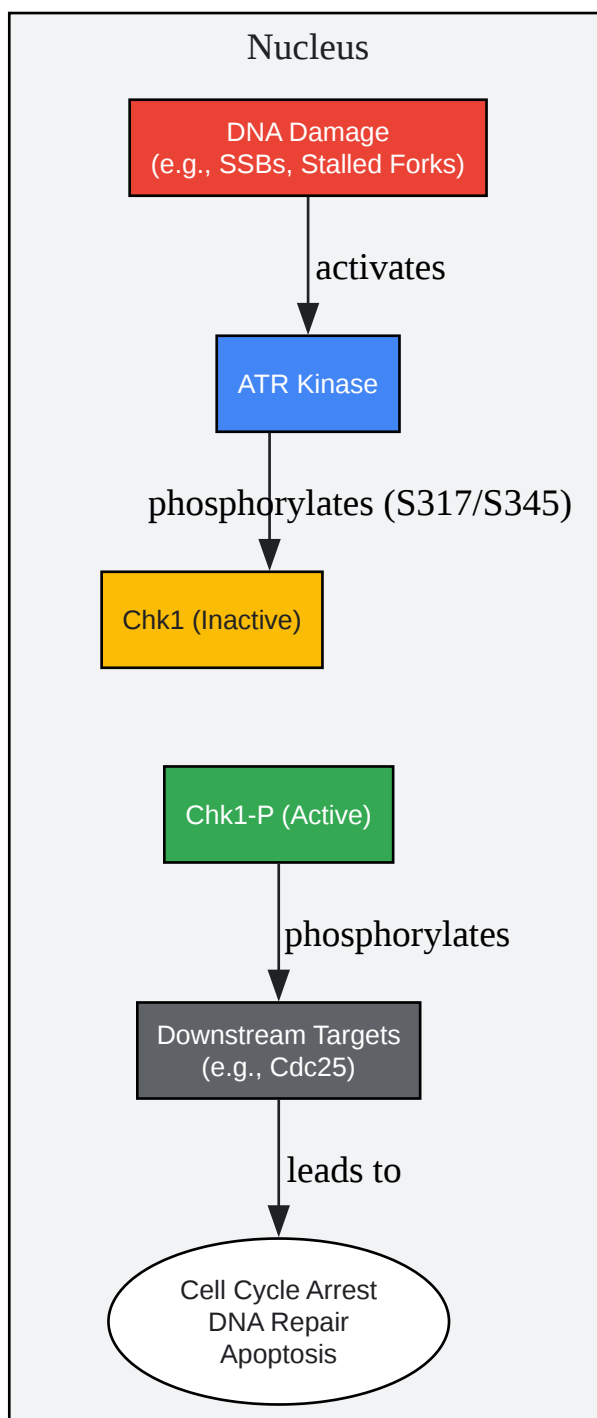 Nucleus
DNA Damage
(e.g., SSBs, Stalled Forks)
activates
ATR Kinase
phosphorylates (S317/S345)
Chk1 (Inactive)
Chk1-P (Active)
phosphorylates
Downstream Targets
(e.g., Cdc25)
leads to
Cell Cycle Arrest
DNA Repair
Apoptosis